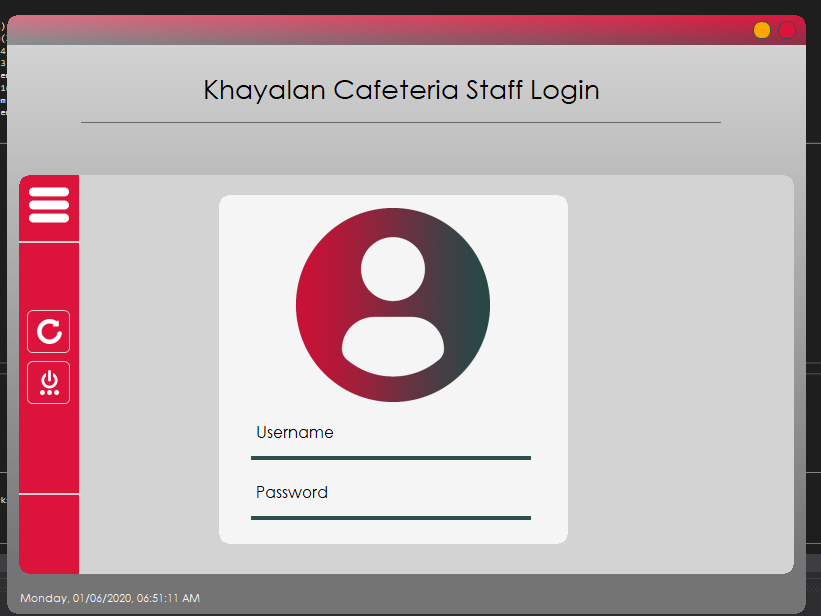 Khayalan Cafeteria Staff Login
Username
Password
Monday, 01/06/2020, 06:51:11 AM